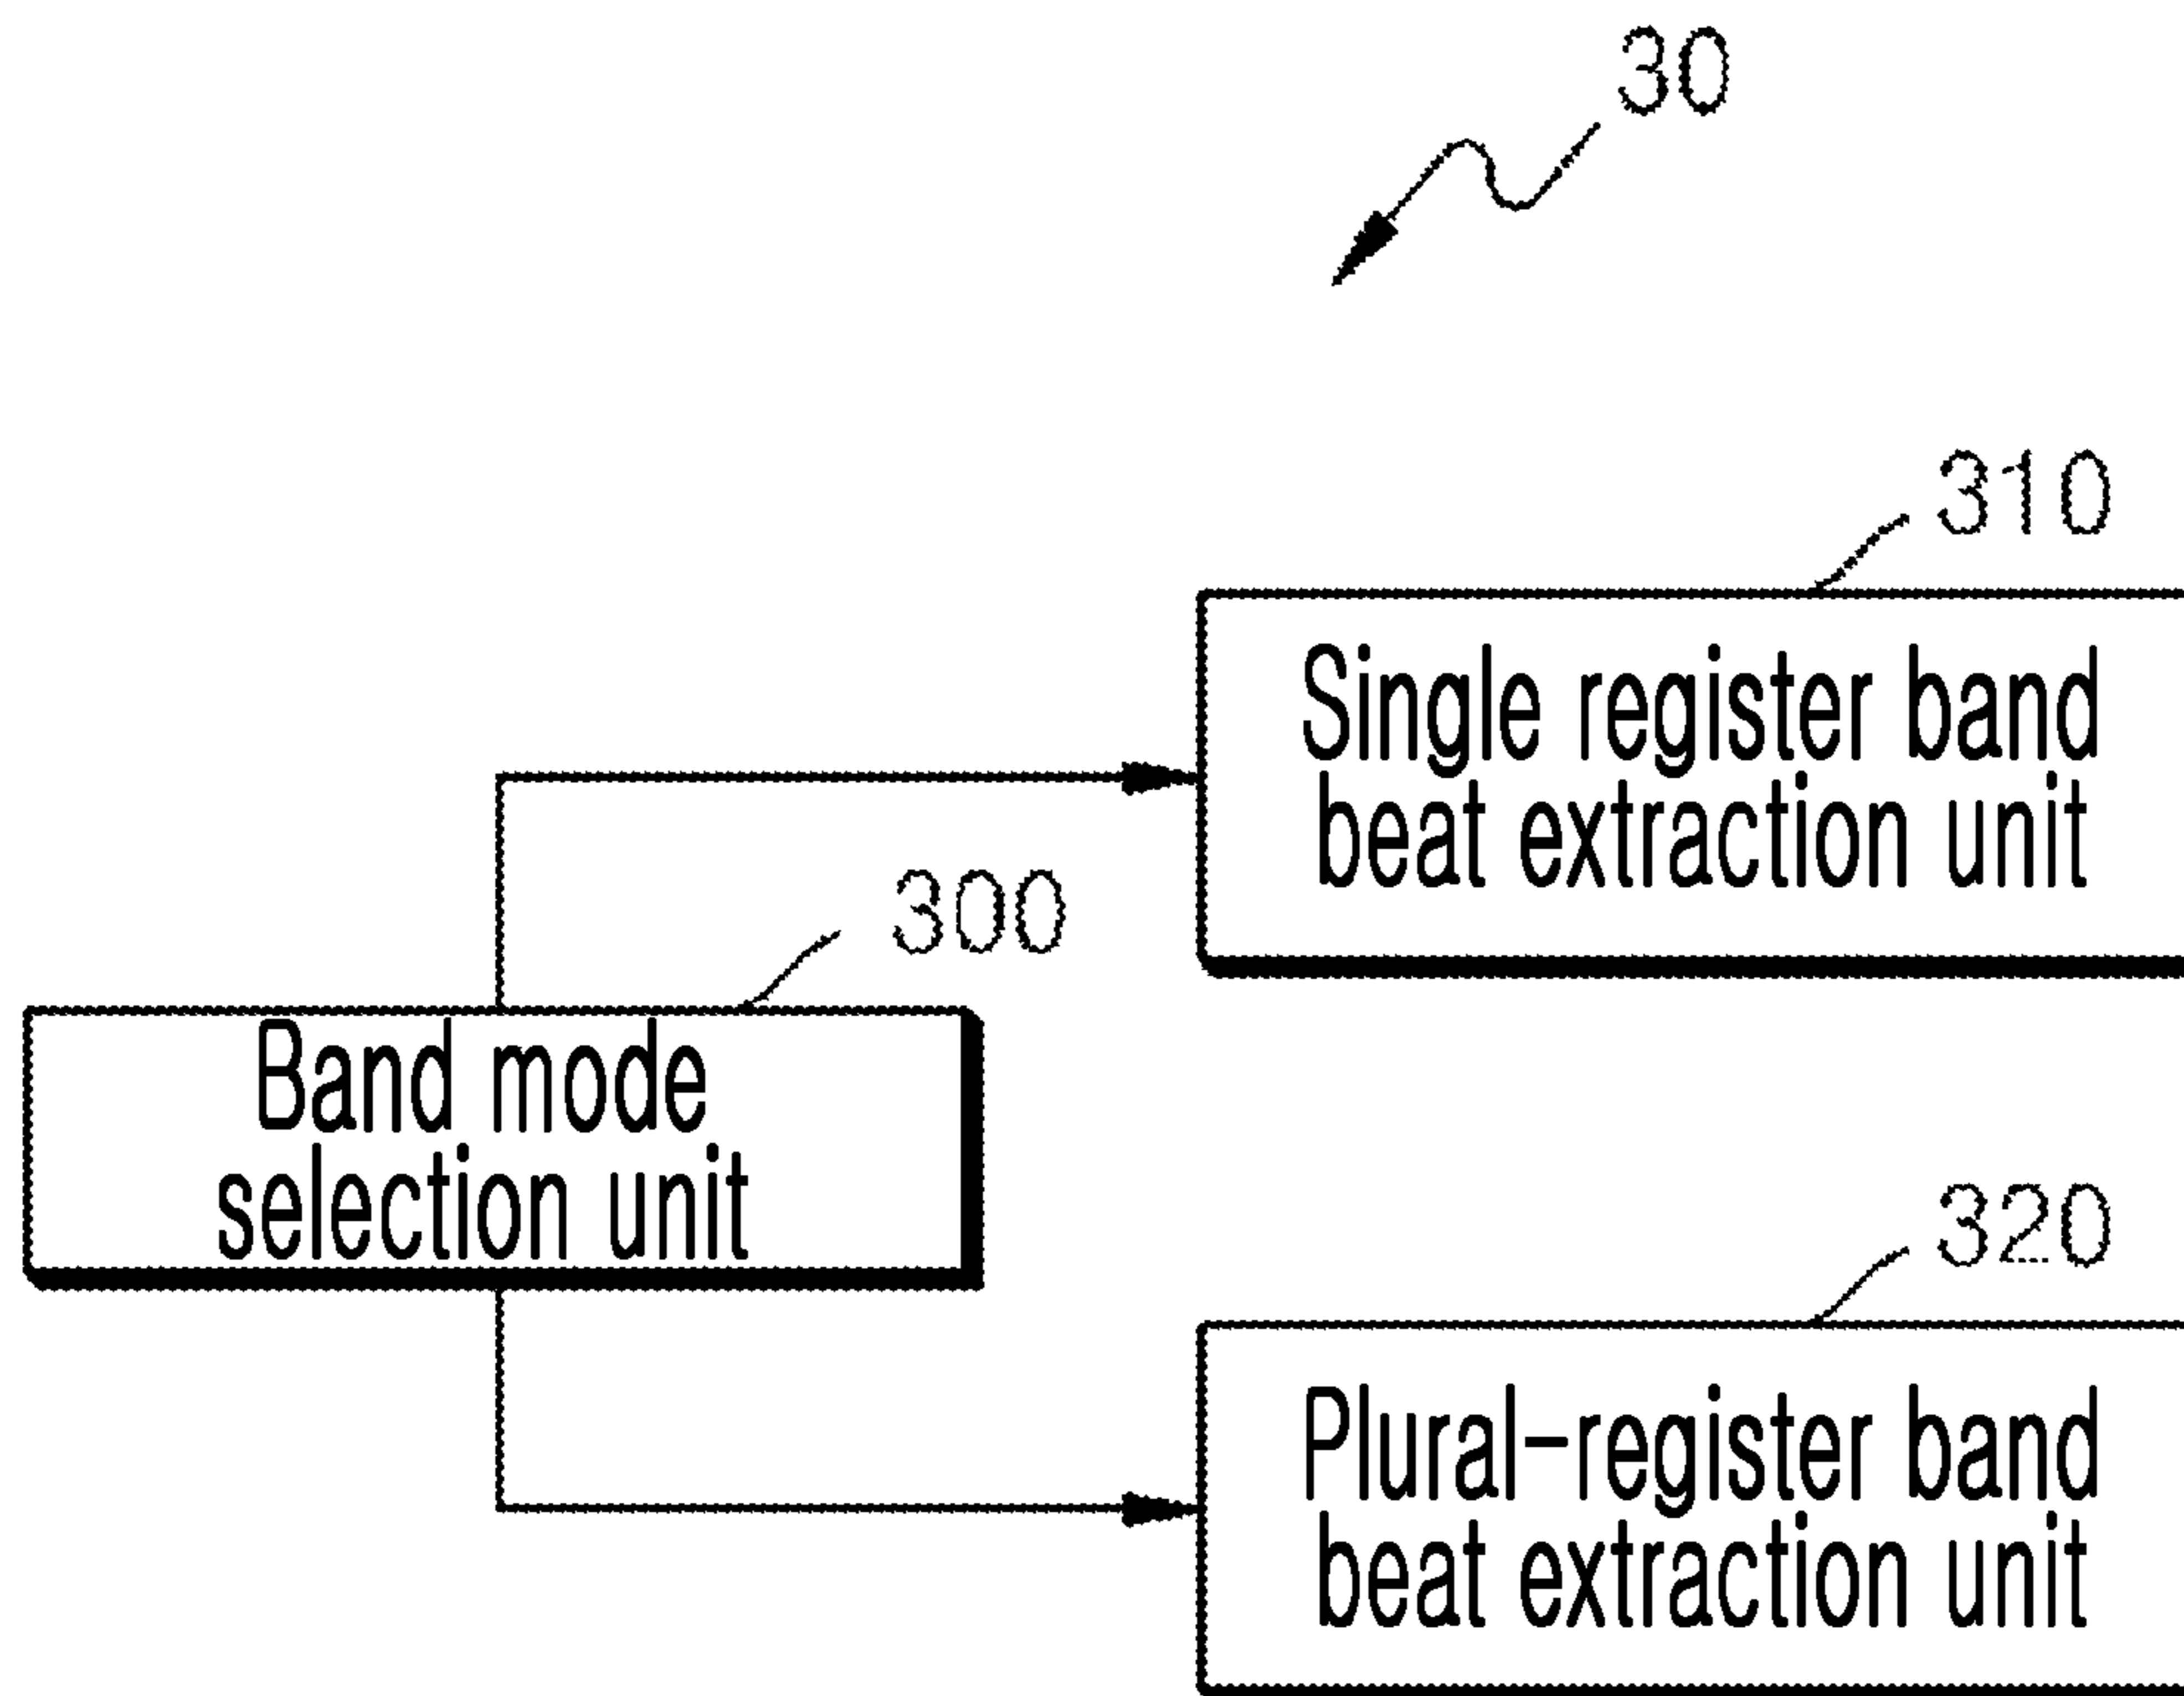 30
310
Single register band
beat extraction unit
300
Band mode
selection unit
320
Plural-register band
beat extraction unit